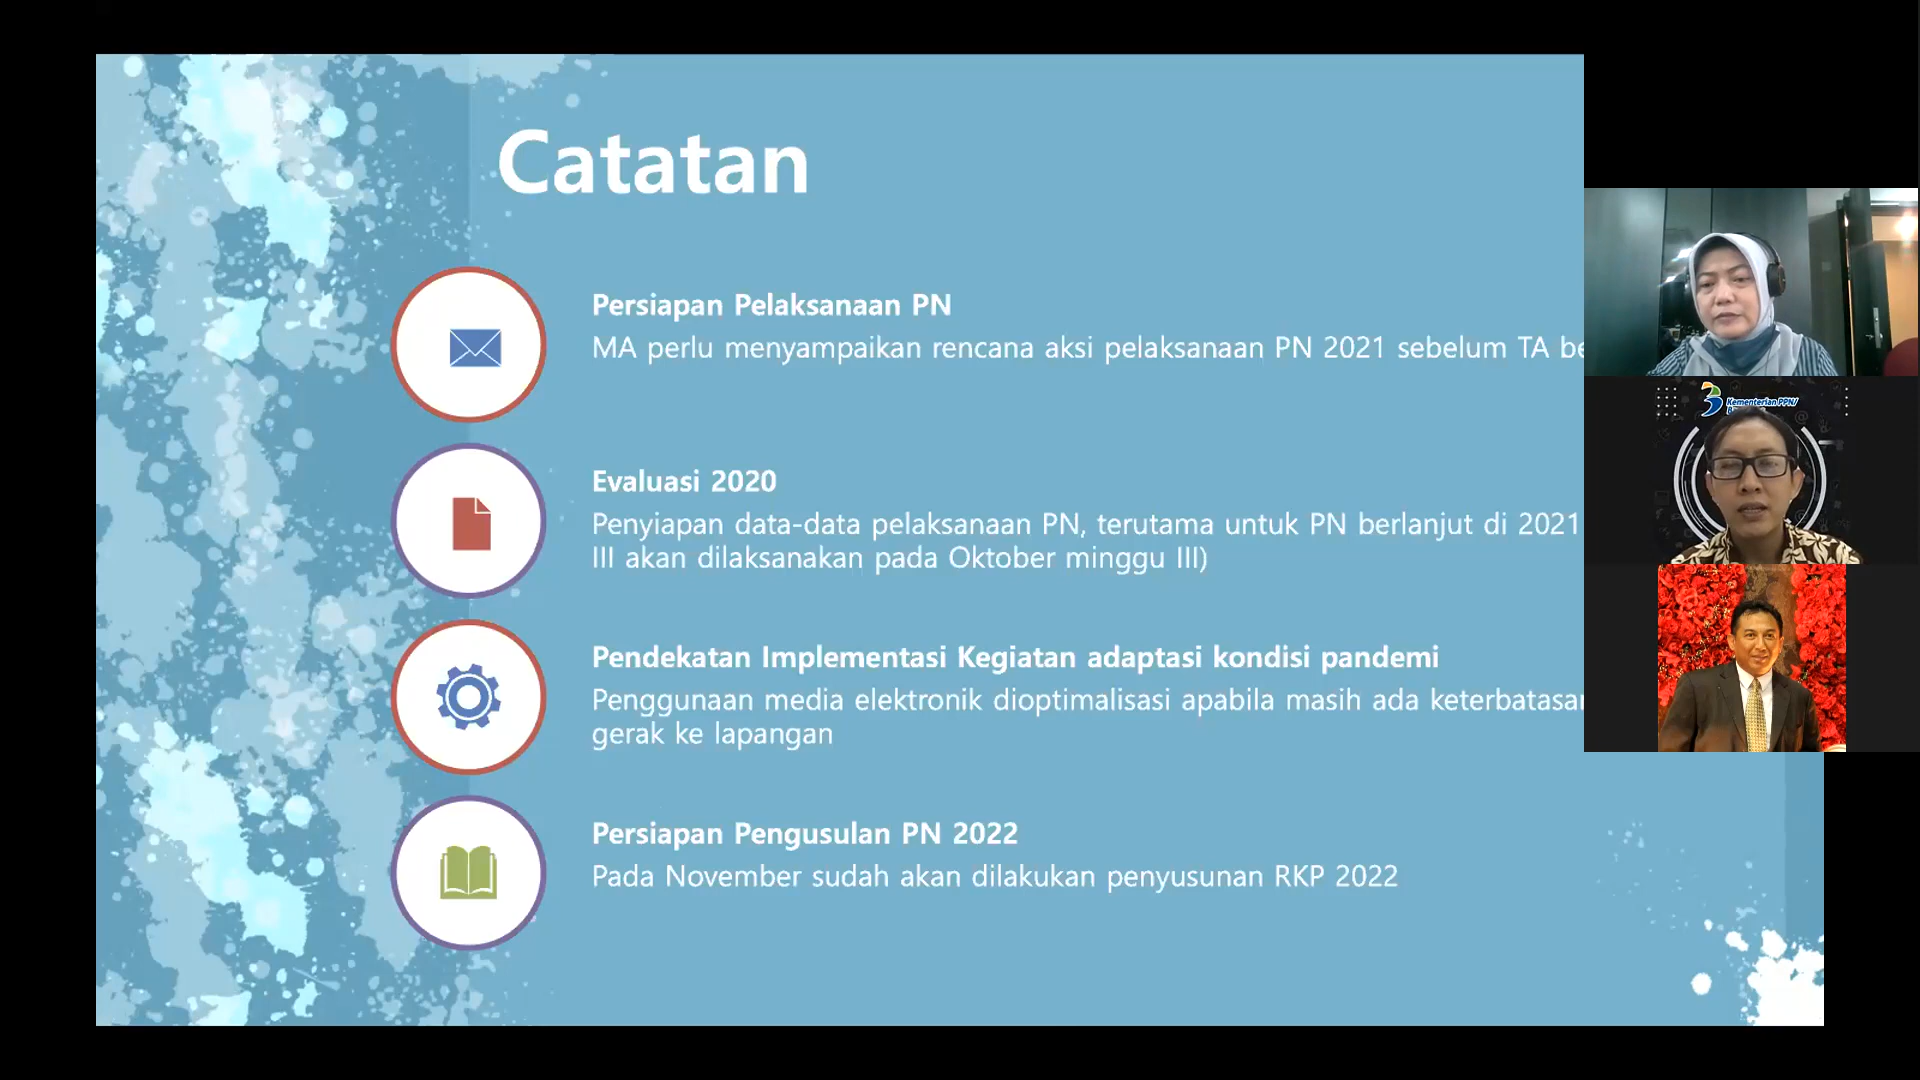 Catatan
Persiapan Pelaksanaan PN
MA perlu menyampaikan rencana aksi pelaksanaan PN 2021 sebelum TA
Evaluasi 2020
Penyiapan data-data pelaksanaan PN, terutama untuk PN berlanjut di 2021
III akan dilaksanakan pada Oktober minggu III)
Pendekatan Implementasi Kegiatan adaptasi kondisi pandemi
Penggunaan media elektronik dioptimalisasi apabila masih ada
gerak ke lapangan
Persiapan Pengusulan PN 2022
Pada November sudah akan dilakukan penyusunan RKP 2022
Kementerian PPN/